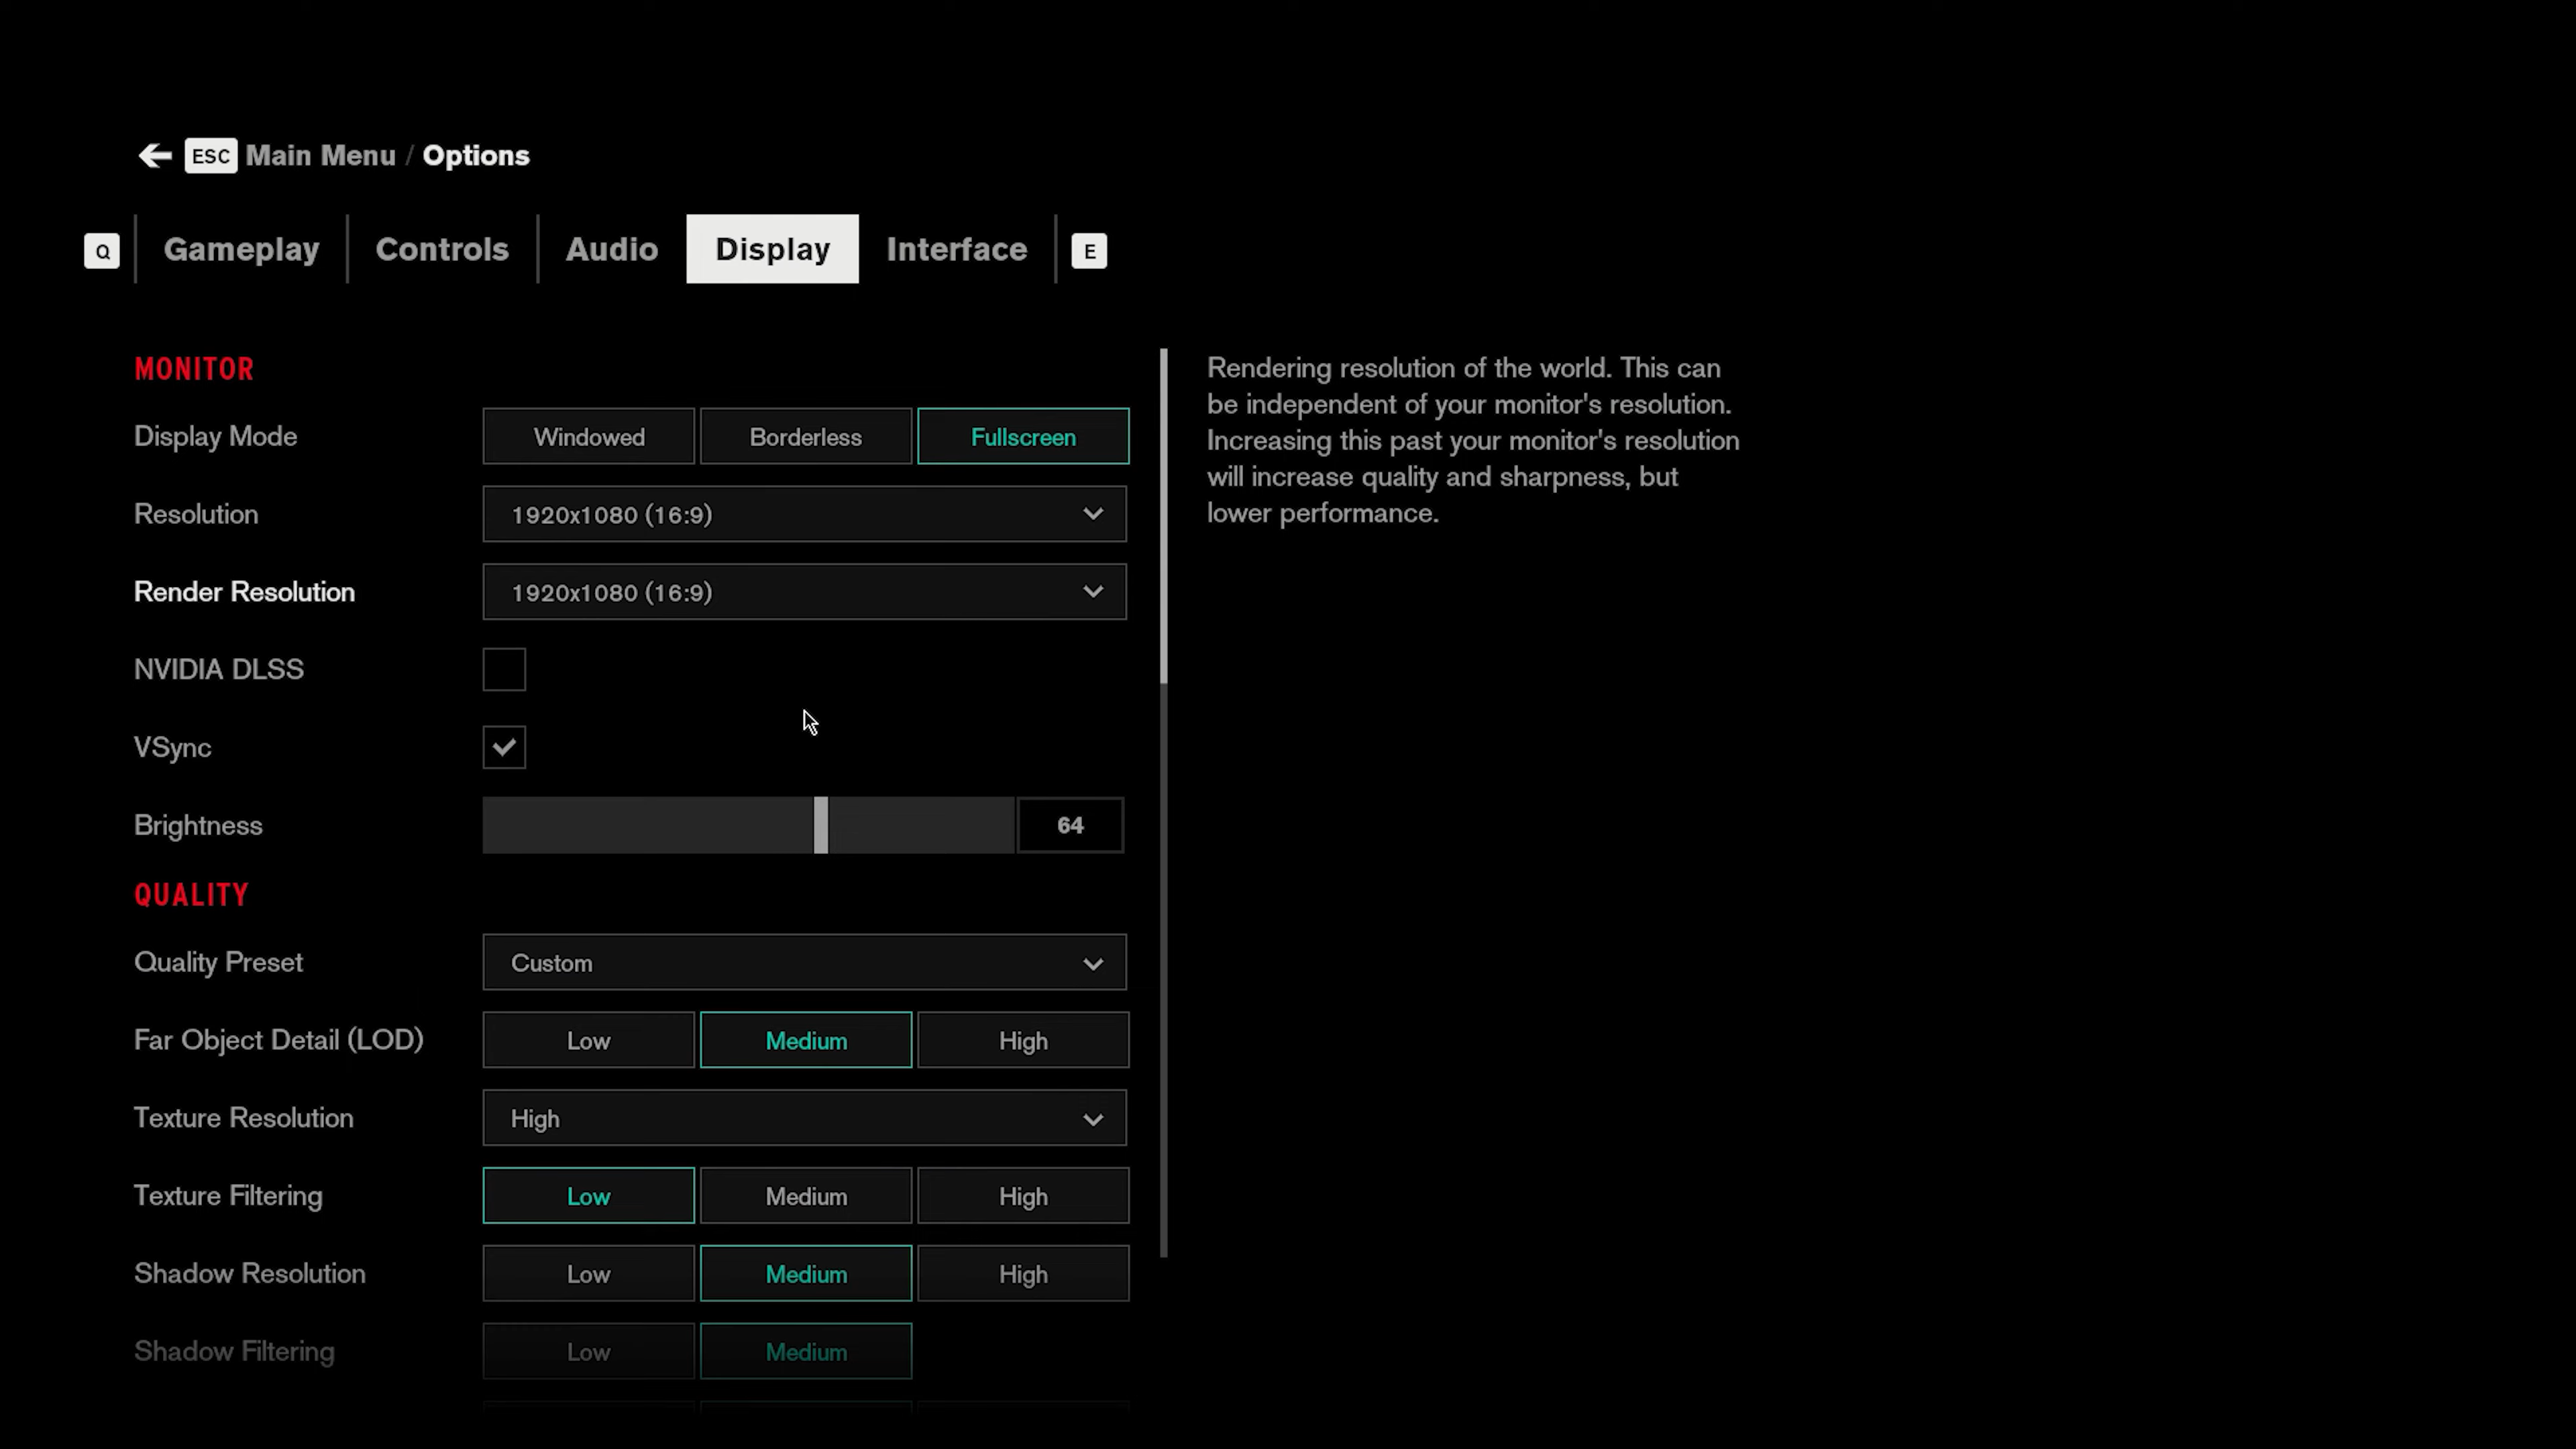 ESC Main Menu / Options
Q Gameplay Controls Audio Display Interface E
MONITOR
Display Mode Windowed Borderless Fullscreen
Resolution 1920x1080 (16:9)
Render Resolution 1920x1080 (16:9)
NVIDIA DLSS
VSync
Brightness 64
QUALITY
Quality Preset Custom
Far Object Detail (LOD) Low Medium High
Texture Resolution High
Texture Filtering Low Medium High
Shadow Resolution Low Medium High
Shadow Filtering Low Medium
Rendering resolution of the world. This can
be independent of your monitor's resolution.
Increasing this past your monitor's resolution
will increase quality and sharpness, but
lower performance.